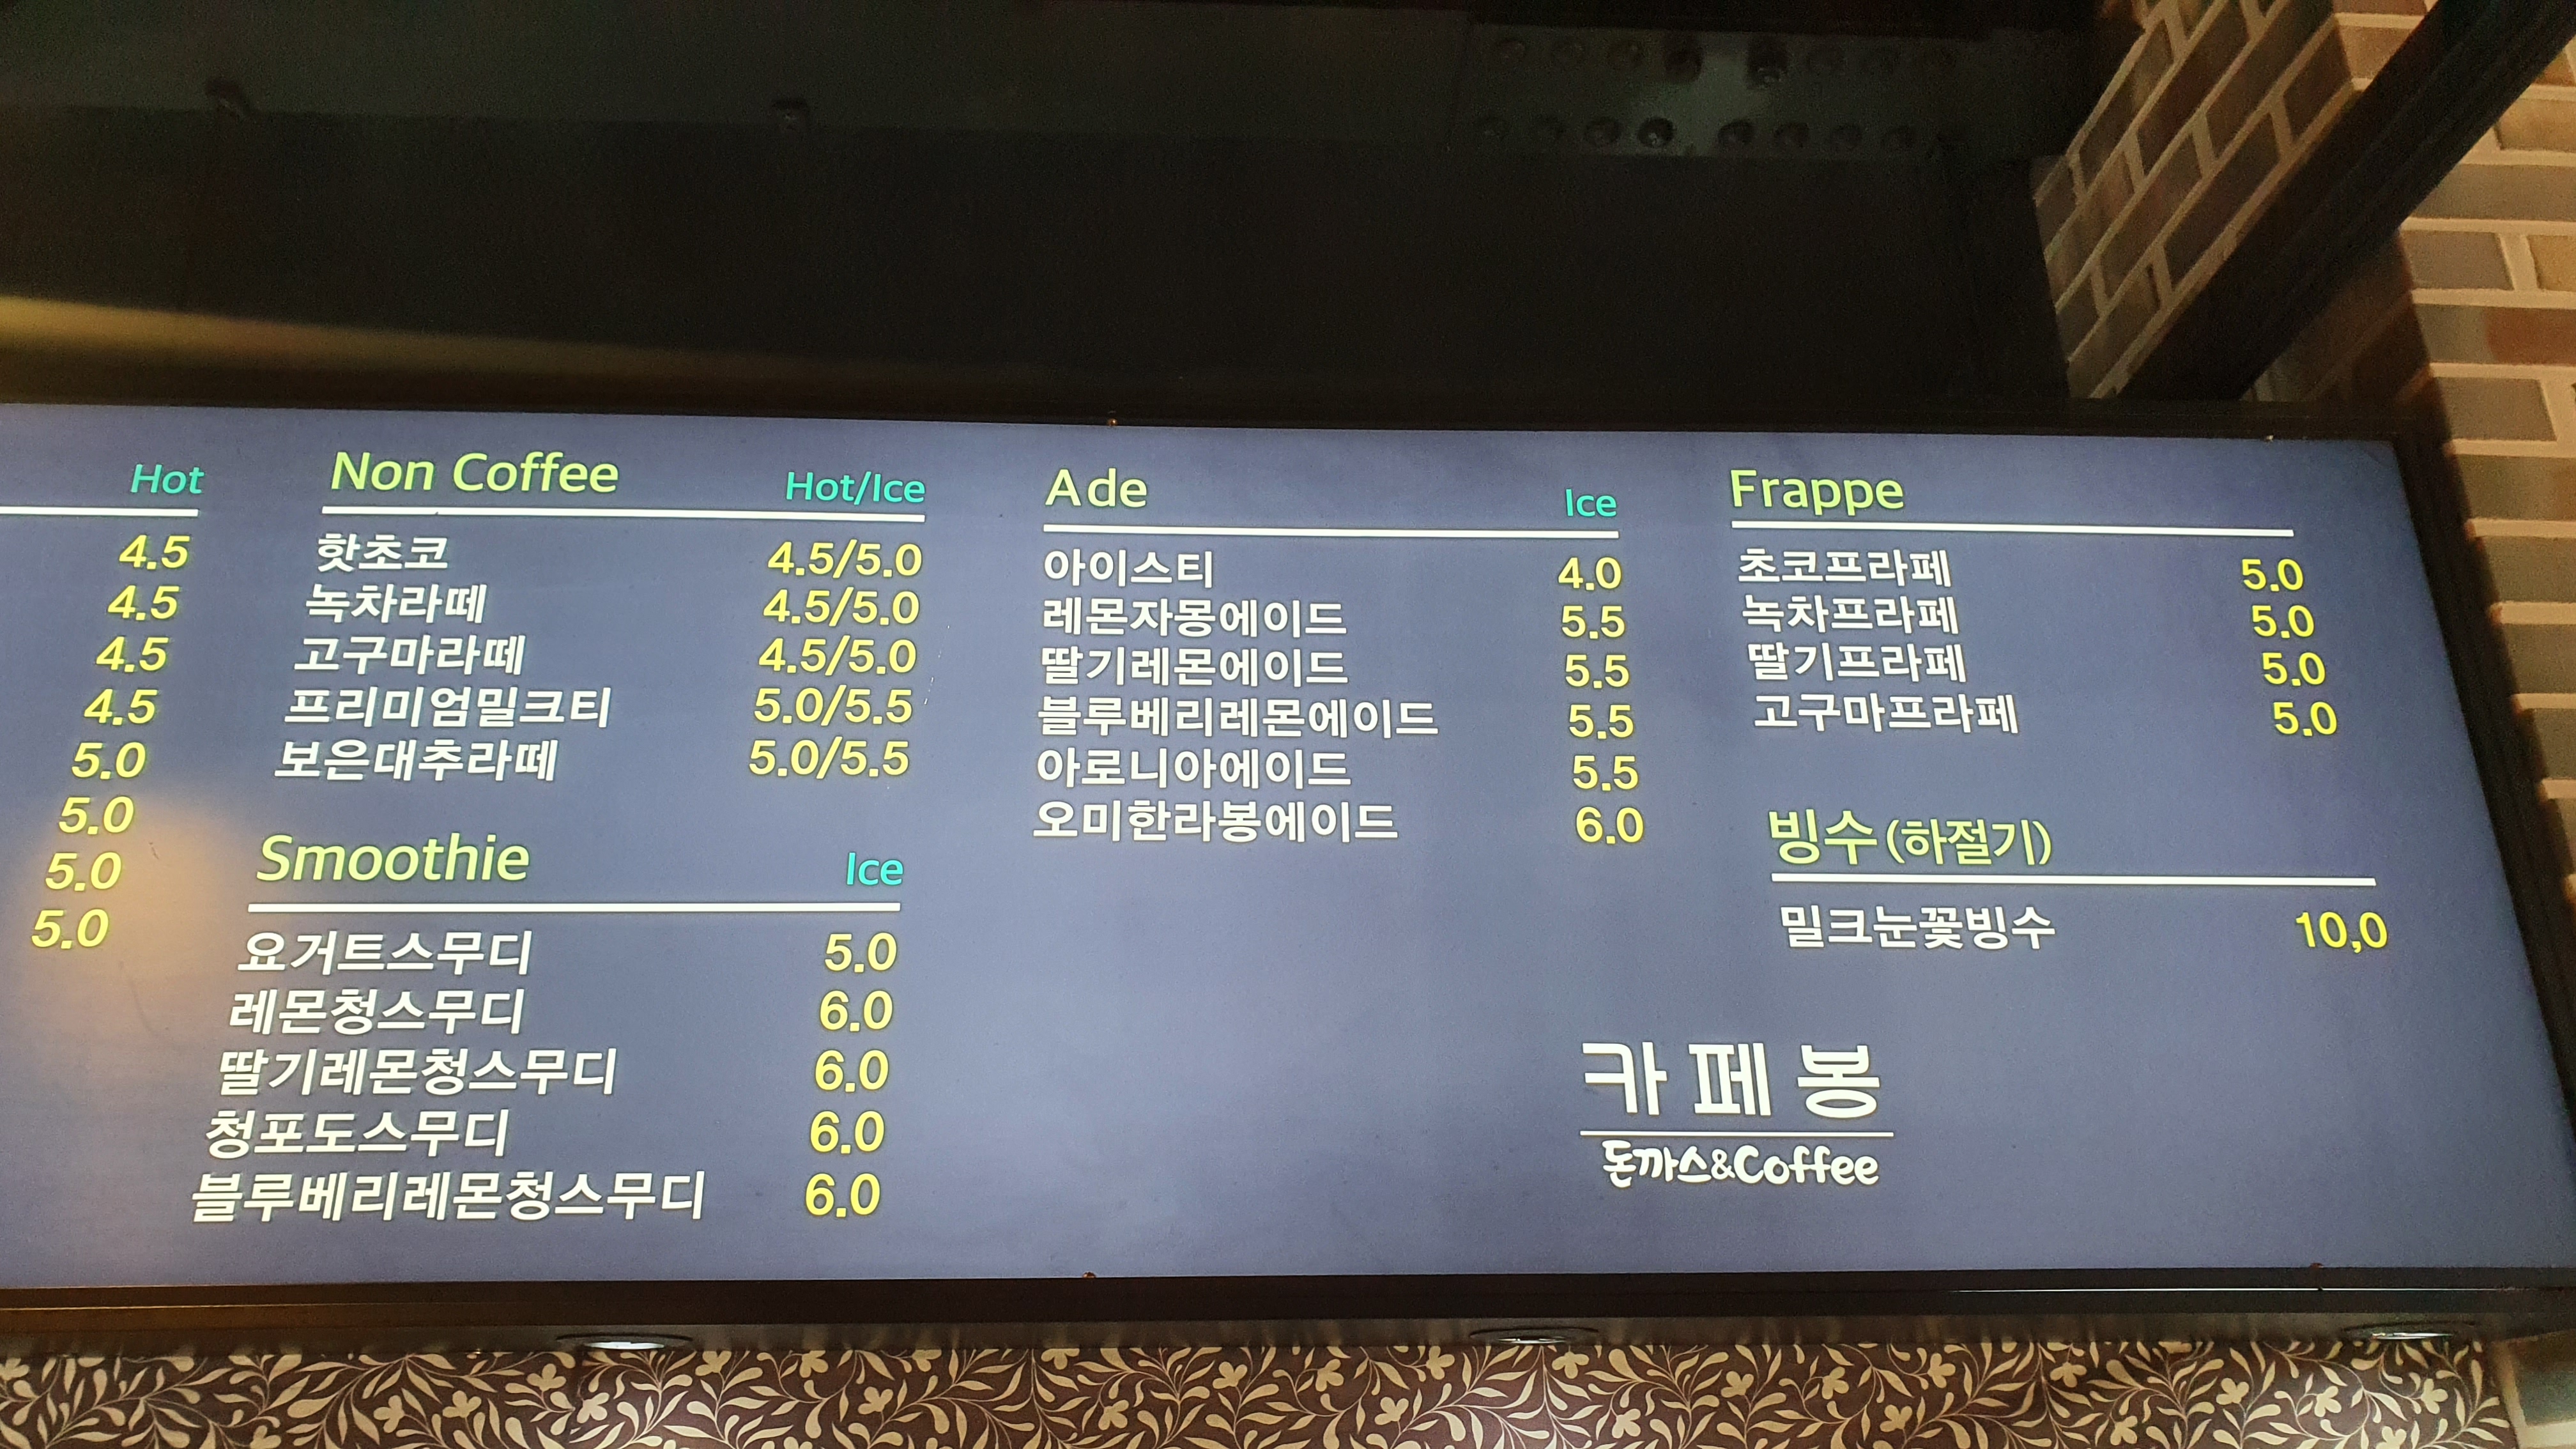 Hot
4.5
4.5
4.5
4.5
5.0
5.0
5.0
5.0
Non Coffee Hot/Ice
핫초코 4.5/5.0
녹차라떼 4.5/5.0
고구마라떼 4.5/5.0
프리미엄밀크티 5.0/5.5
보은대추라떼 5.0/5.5
Smoothie Ice
요거트스무디 5.0
레몬청스무디 6.0
딸기레몬청스무디 6.0
청포도스무디 6.0
블루베리레몬청스무디 6.0
Ade Ice
아이스티 4.0
레몬자몽에이드 5.5
딸기레몬에이드 5.5
블루베리레몬에이드 5.5
아로니아에이드 5.5
오미한라봉에이드 6.0
Frappe
초코프라페 5.0
녹차프라페 5.0
딸기프라페 5.0
고구마프라페 5.0
빙수 (하절기)
밀크눈꽃빙수 10,0
카페봉
돈까스&Coffee